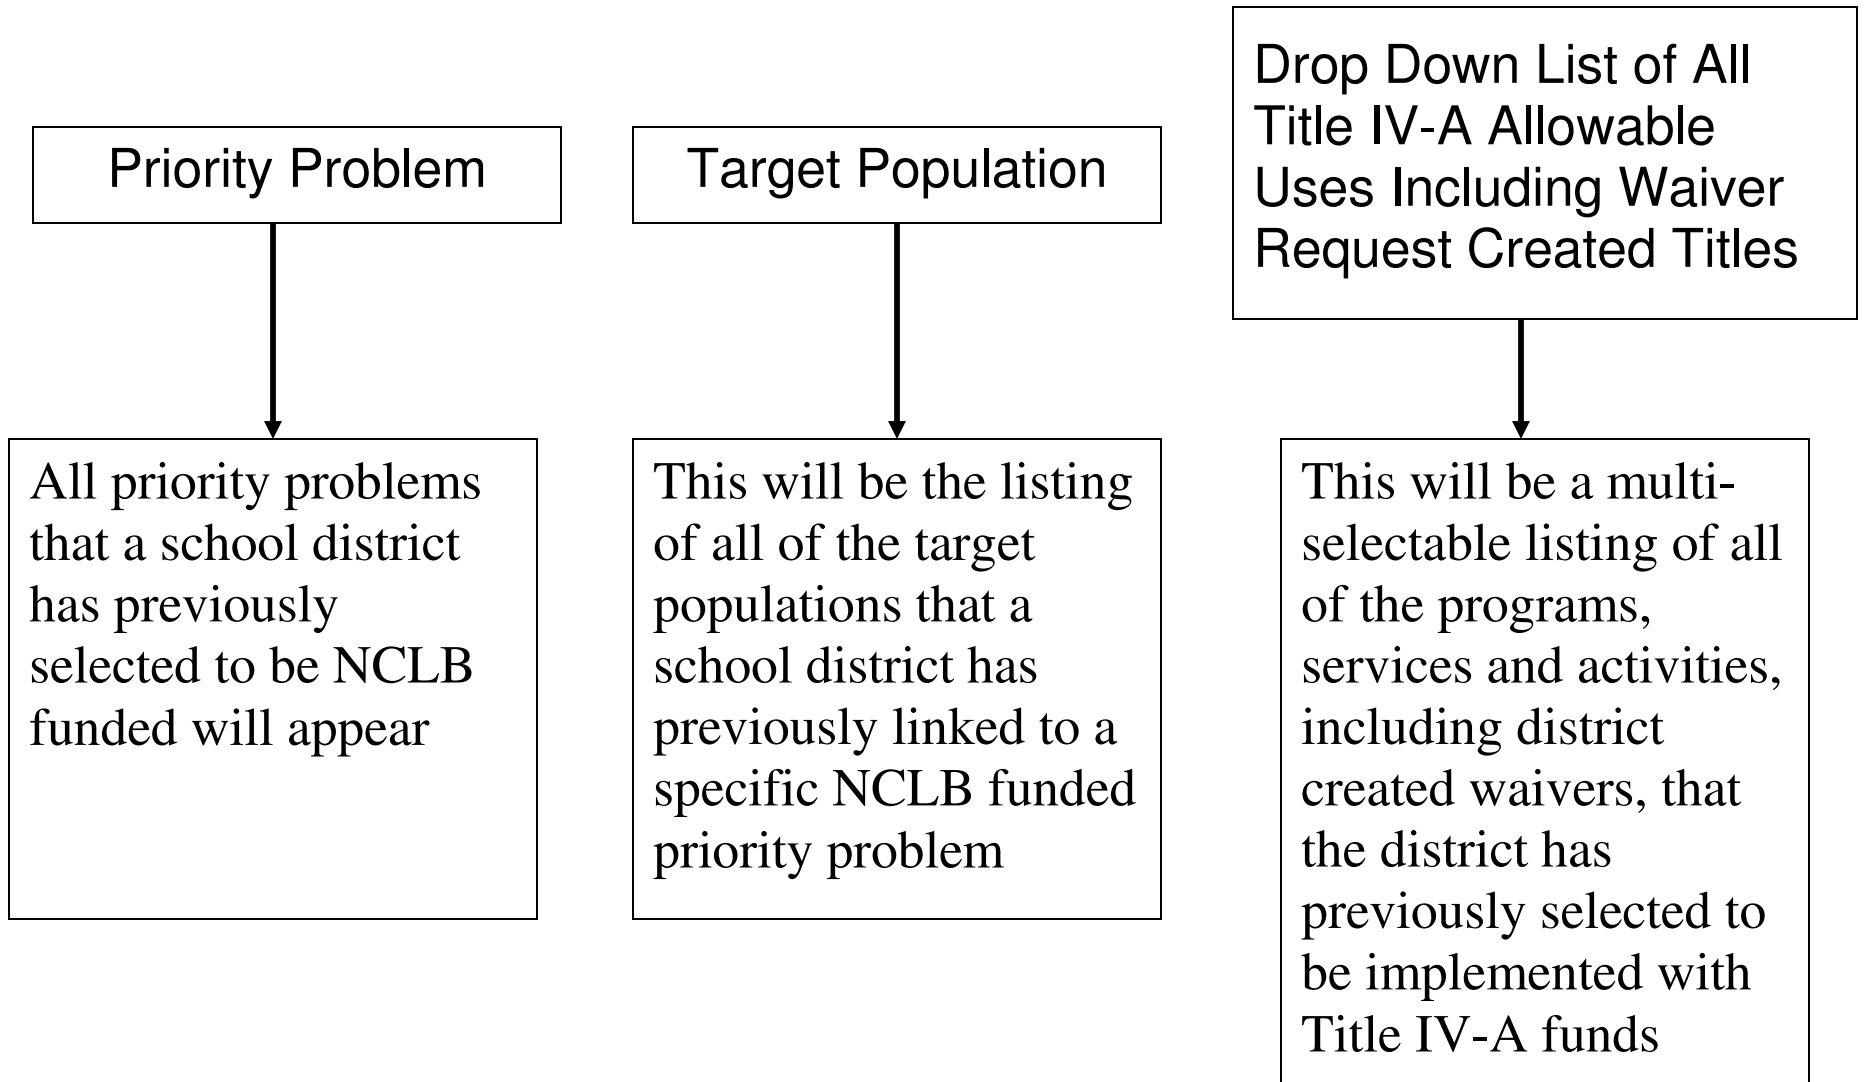 Priority Problem
Target Population
Drop Down List of All
Title IV-A Allowable
Uses Including Waiver
Request Created Titles
All priority problems
that a school district
has previously
selected to be NCLB
funded will appear
This will be the listing
of all of the target
populations that a
school district has
previously linked to a
specific NCLB funded
priority problem
This will be a multi-
selectable listing of all
of the programs,
services and activities,
including district
created waivers, that
the district has
previously selected to
be implemented with
Title IV-A funds